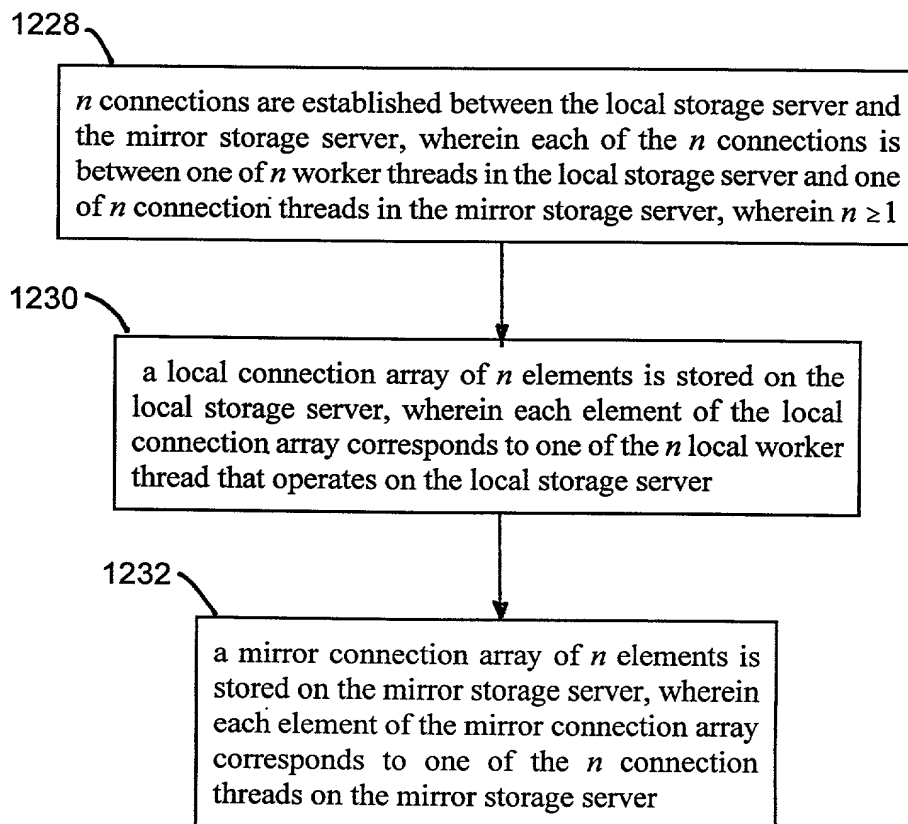 1228
n connections are established between the local storage server and
the mirror storage server, wherein each of the n connections is
between one of n worker threads in the local storage server and one
of n connection threads in the mirror storage server, wherein n ≥1
1230
a local connection array of n elements is stored on the
local storage server, wherein each element of the local
connection array corresponds to one of the n local worker
thread that operates on the local storage server
1232
a mirror connection array of n elements is
stored on the mirror storage server, wherein
each element of the mirror connection array
corresponds to one of the n connection
threads on the mirror storage server